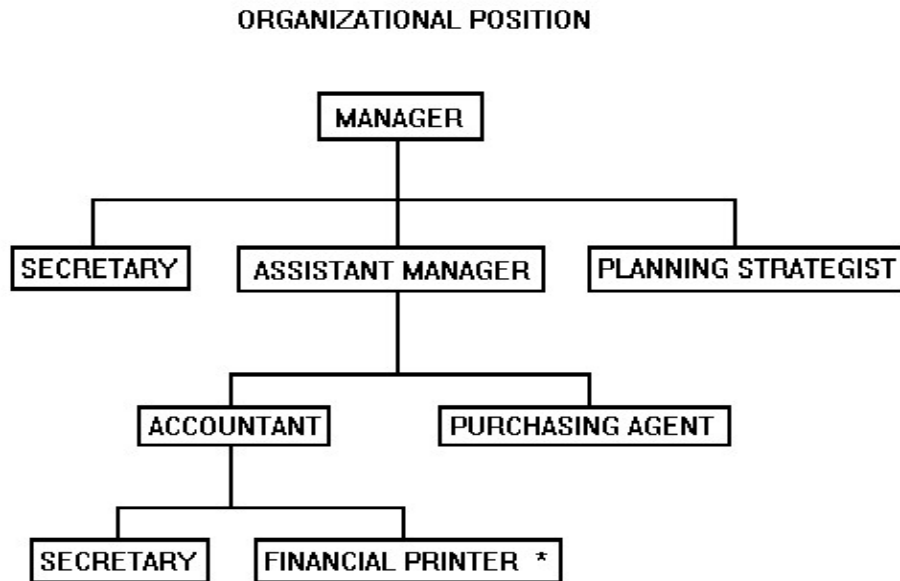 ORGANIZATIONAL POSITION
MANAGER
SECRETARY
ASSISTANT MANAGER
PLANNING STRATEGIST
ACCOUNTANT
PURCHASING AGENT
SECRETARY
FINANCIAL PRINTER *